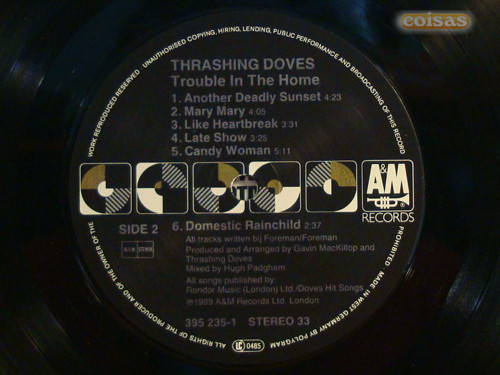 coisas
UNAUTHORISED COPYING, HIRING, LENDING, PUBLIC PERFORMANCE AND BROADCASTING OF THIS RECORD PROHIBITED
THRASHING DOVES
Trouble In The Home
1. Another Deadly Sunset 4:23
2. Mary Mary 4:05
3. Like Heartbreak 3:31
4. Late Show 3:25
5. Candy Woman 5:11
A&M
RECORDS
SIDE 2
6. Domestic Rainchild 2:37
All tracks written bij Foreman/Foreman
Produced and Arranged by Gavin MacKillop and
Thrashing Doves
Mixed by Hugh Padgham
All songs published by:
Rondor Music (London) Ltd./Doves Hit Songs
℗1989 A&M Records Ltd. London
395 235-1 STEREO 33
LC 0485
MADE IN WEST GERMANY BY POLYGRAM
ALL RIGHTS OF THE PRODUCER AND OF THE OWNER OF THE WORK REPRODUCED RESERVED